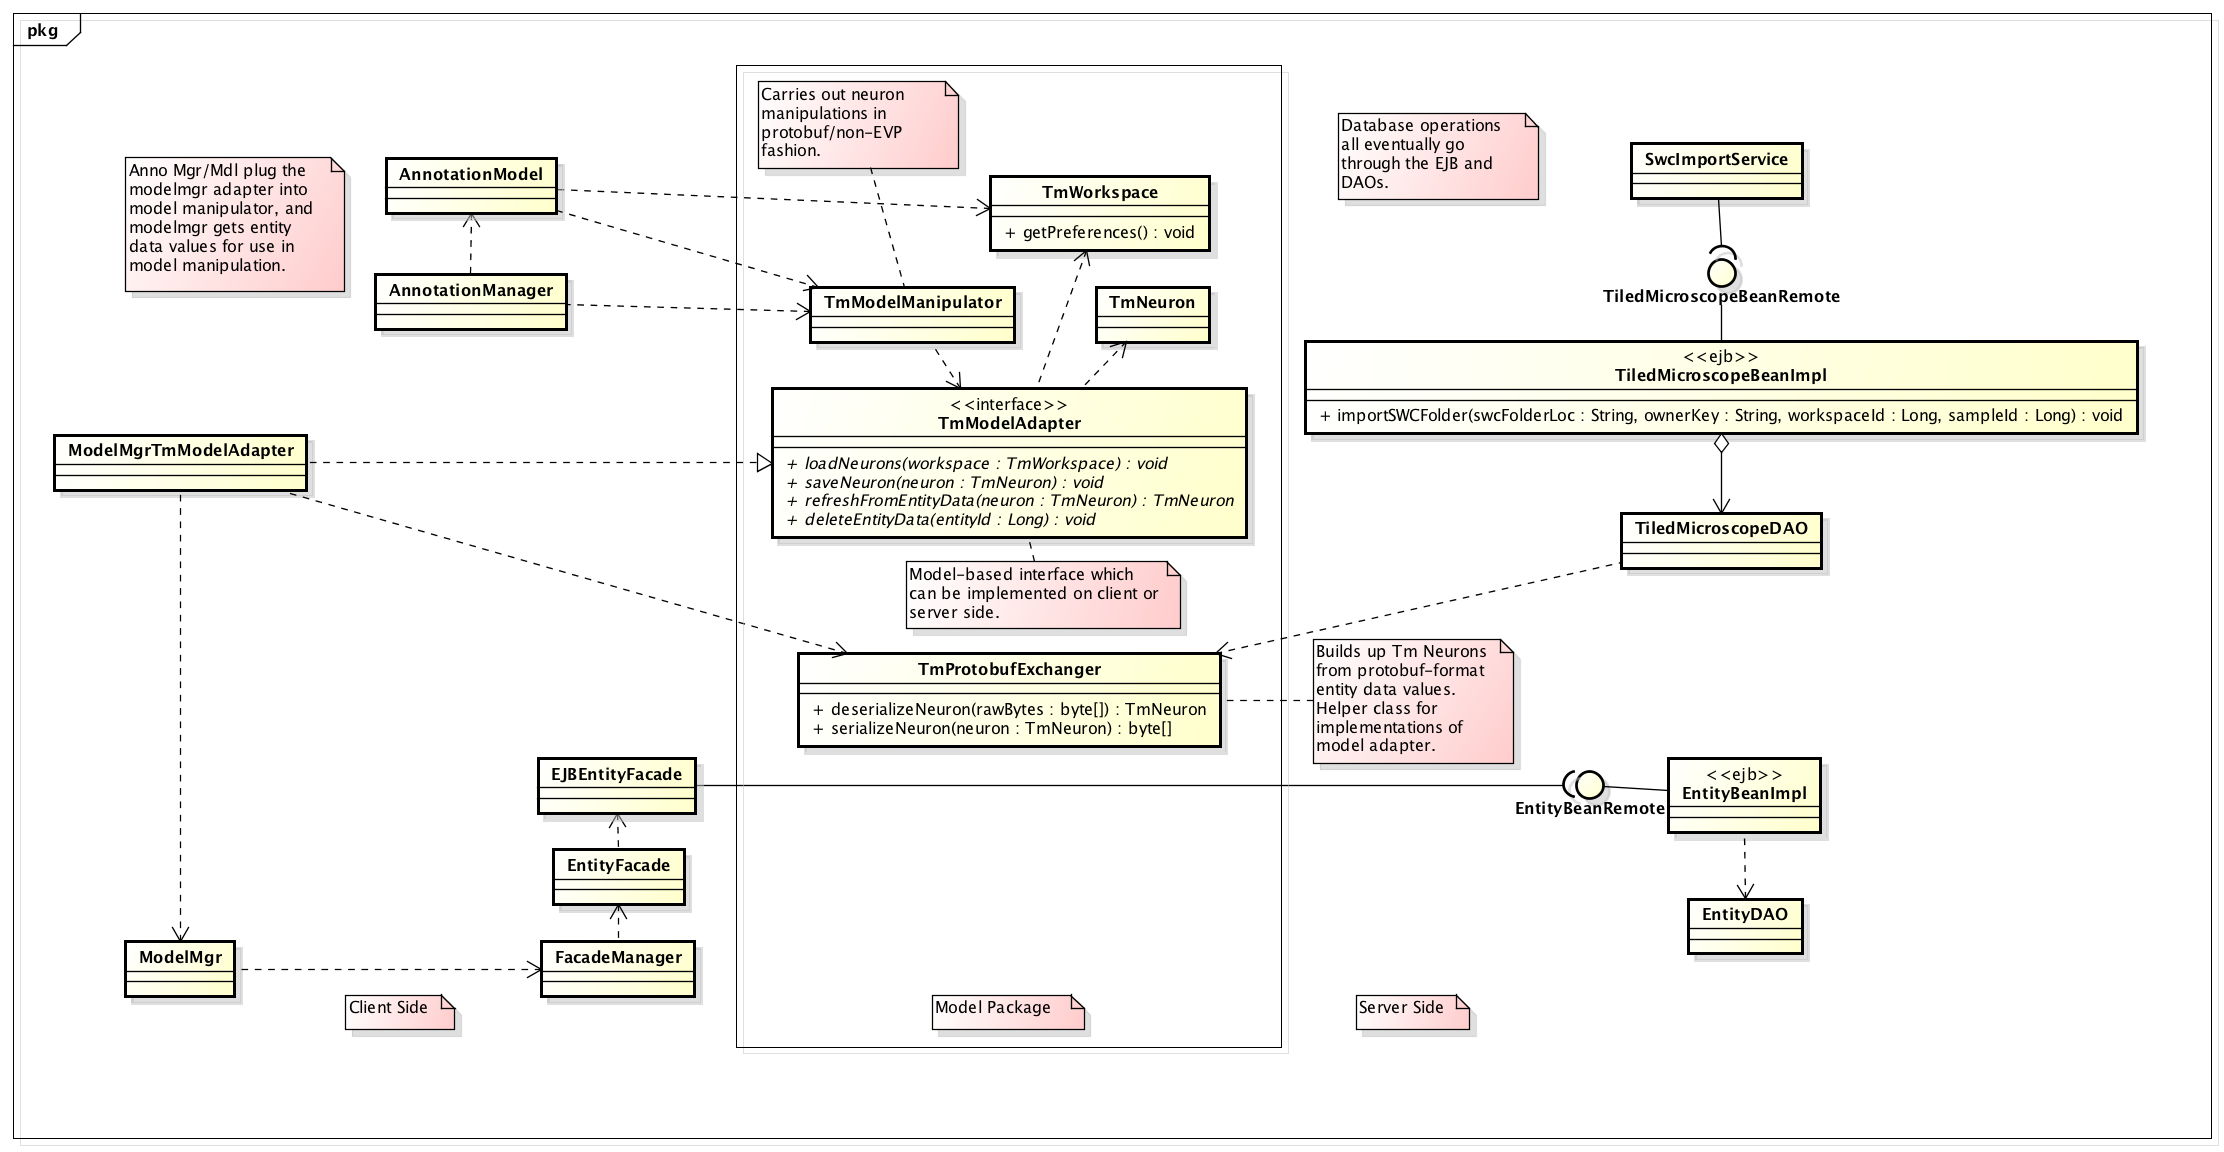 pkg
Carries out neuron
manipulations in
protobuf/non-EVP
fashion.
Database operations
all eventually go
through the EJB and
DAOs.
Anno Mgr/Mdl plug the
modelmgr adapter into
model manipulator, and
modelmgr gets entity
data values for use in
model manipulation.
AnnotationModel
AnnotationManager
TmWorkspace
+ getPreferences() : void
TmModelManipulator
TmNeuron
SwcImportService
TiledMicroscopeBeanRemote
<<ejb>>
TiledMicroscopeBeanImpl
+ importSWCFolder(swcFolderLoc : String, ownerKey : String, workspaceId : Long, sampleId : Long) : void
<<interface>>
TmModelAdapter
+ loadNeurons(workspace : TmWorkspace) : void
+ saveNeuron(neuron : TmNeuron) : void
+ refreshFromEntityData(neuron : TmNeuron) : TmNeuron
+ deleteEntityData(entityId : Long) : void
ModelMgrTmModelAdapter
TiledMicroscopeDAO
Model-based interface which
can be implemented on client or
server side.
TmProtobufExchanger
+ deserializeNeuron(rawBytes : byte[]) : TmNeuron
+ serializeNeuron(neuron : TmNeuron) : byte[]
Builds up Tm Neurons
from protobuf-format
entity data values.
Helper class for
implementations of
model adapter.
EJBEntityFacade
EntityBeanRemote
<<ejb>>
EntityBeanImpl
EntityFacade
EntityDAO
ModelMgr
FacadeManager
Client Side
Model Package
Server Side